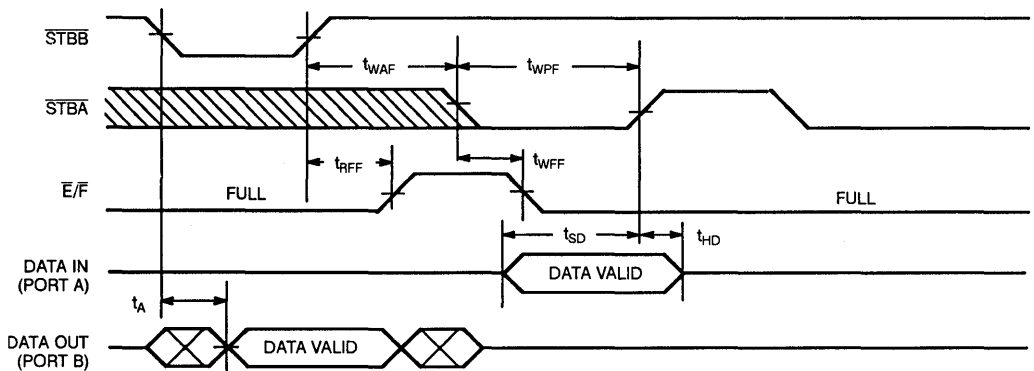 STBB
tWAF
tWPF
STBA
tRFF
tWFF
E/F
FULL
FULL
tSD
tHD
DATA IN
(PORT A)
DATA VALID
tA
DATA OUT
(PORT B)
DATA VALID